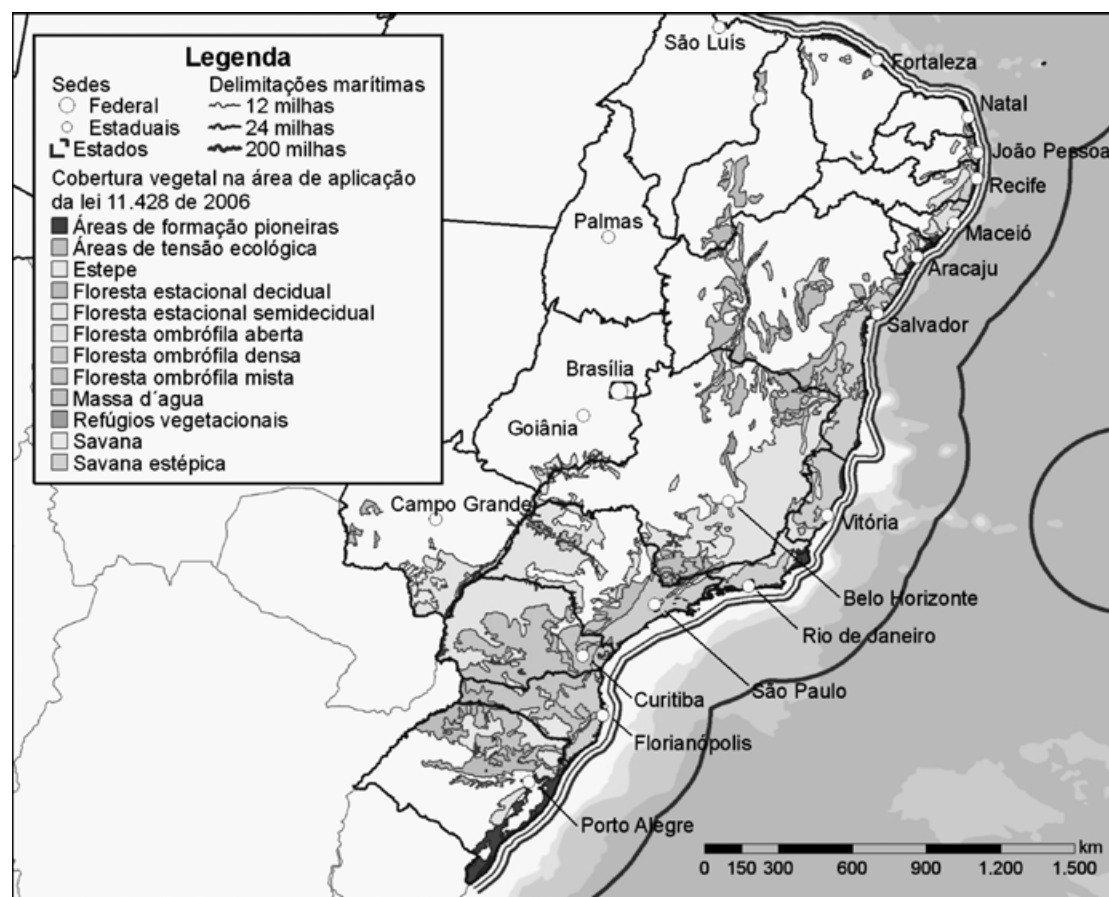 Legenda
Sedes
Federal
Estaduais
Estados
Delimitações marítimas
12 milhas
24 milhas
200 milhas
Cobertura vegetal na área de aplicação
da lei 11.428 de 2006
Áreas de formação pioneiras
Áreas de tensão ecológica
Estepe
Floresta estacional decidual
Floresta estacional semidecidual
Floresta ombrófila aberta
Floresta ombrófila densa
Floresta ombrófila mista
Massa d´agua
Refúgios vegetacionais
Savana
Savana estépica
São Luís
Fortaleza
Natal
João Pessoa
Recife
Maceió
Aracaju
Salvador
Palmas
Brasília
Goiânia
Campo Grande
Vitória
Belo Horizonte
Rio de Janeiro
São Paulo
Curitiba
Florianópolis
Porto Alegre
km
0 150 300 600 900 1.200 1.500